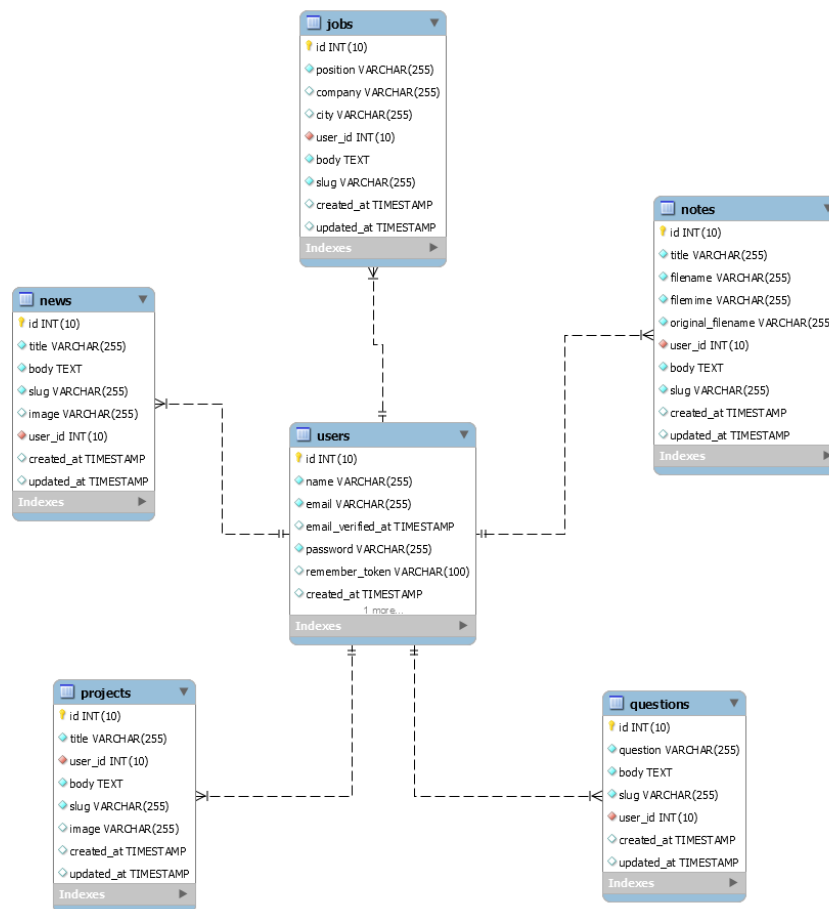 jobs
id INT(10)
position VARCHAR(255)
company VARCHAR(255)
city VARCHAR(255)
user_id INT(10)
body TEXT
slug VARCHAR(255)
created_at TIMESTAMP
updated_at TIMESTAMP
Indexes
notes
id INT(10)
title VARCHAR(255)
filename VARCHAR(255)
filemime VARCHAR(255)
original_filename VARCHAR(255
user_id INT(10)
body TEXT
slug VARCHAR(255)
created_at TIMESTAMP
updated_at TIMESTAMP
Indexes
news
id INT(10)
title VARCHAR(255)
body TEXT
slug VARCHAR(255)
image VARCHAR(255)
user_id INT(10)
created_at TIMESTAMP
updated_at TIMESTAMP
Indexes
users
id INT(10)
name VARCHAR(255)
email VARCHAR(255)
email_verified_at TIMESTAMP
password VARCHAR(255)
remember_token VARCHAR(100)
created_at TIMESTAMP
1 more...
Indexes
projects
id INT(10)
title VARCHAR(255)
user_id INT(10)
body TEXT
slug VARCHAR(255)
image VARCHAR(255)
created_at TIMESTAMP
updated_at TIMESTAMP
Indexes
questions
id INT(10)
question VARCHAR(255)
body TEXT
slug VARCHAR(255)
user_id INT(10)
created_at TIMESTAMP
updated_at TIMESTAMP
Indexes